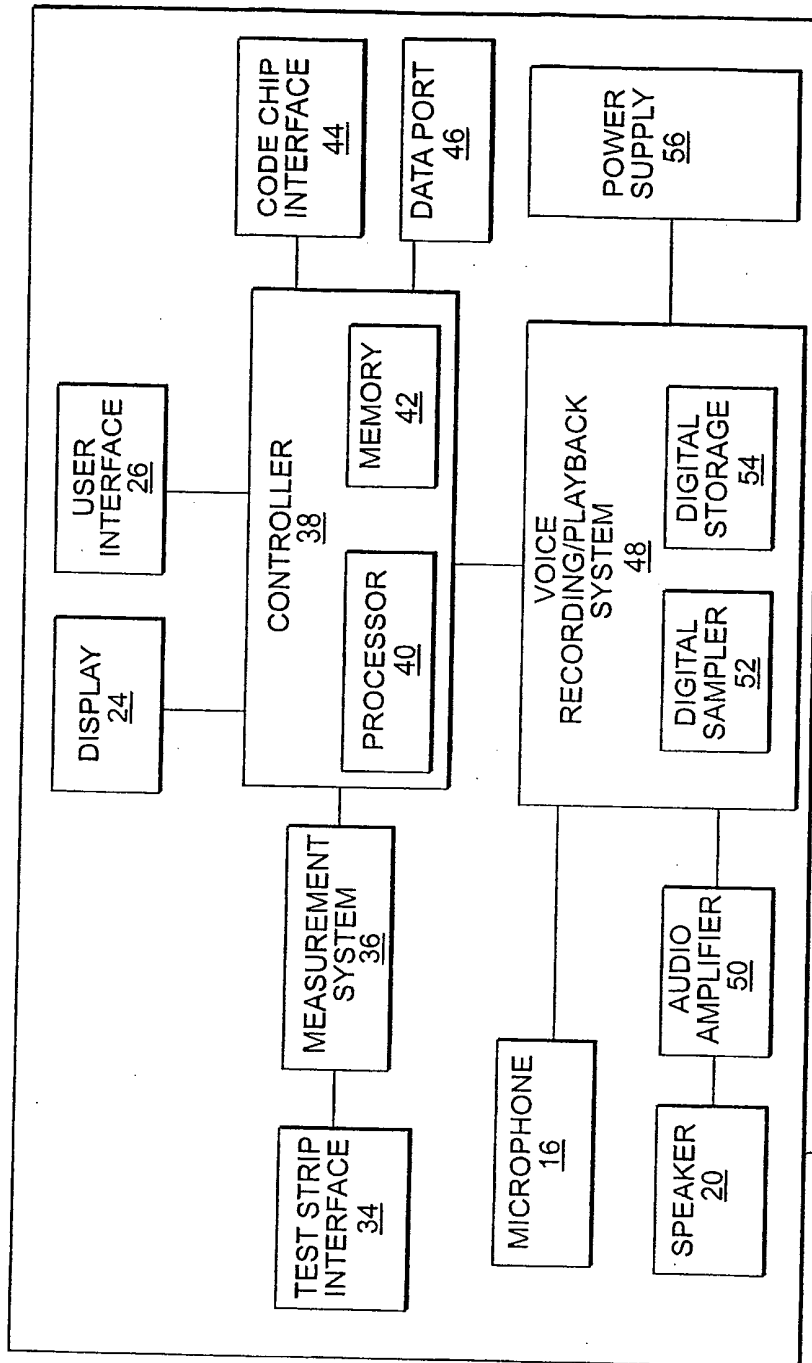 DISPLAY
24
USER
INTERFACE
26
CODE CHIP
INTERFACE
44
TEST STRIP
INTERFACE
34
MEASUREMENT
SYSTEM
36
CONTROLLER
38
PROCESSOR
40
MEMORY
42
DATA PORT
46
MICROPHONE
16
VOICE
RECORDING/PLAYBACK
SYSTEM
48
DIGITAL
SAMPLER
52
DIGITAL
STORAGE
54
POWER
SUPPLY
56
SPEAKER
20
AUDIO
AMPLIFIER
50